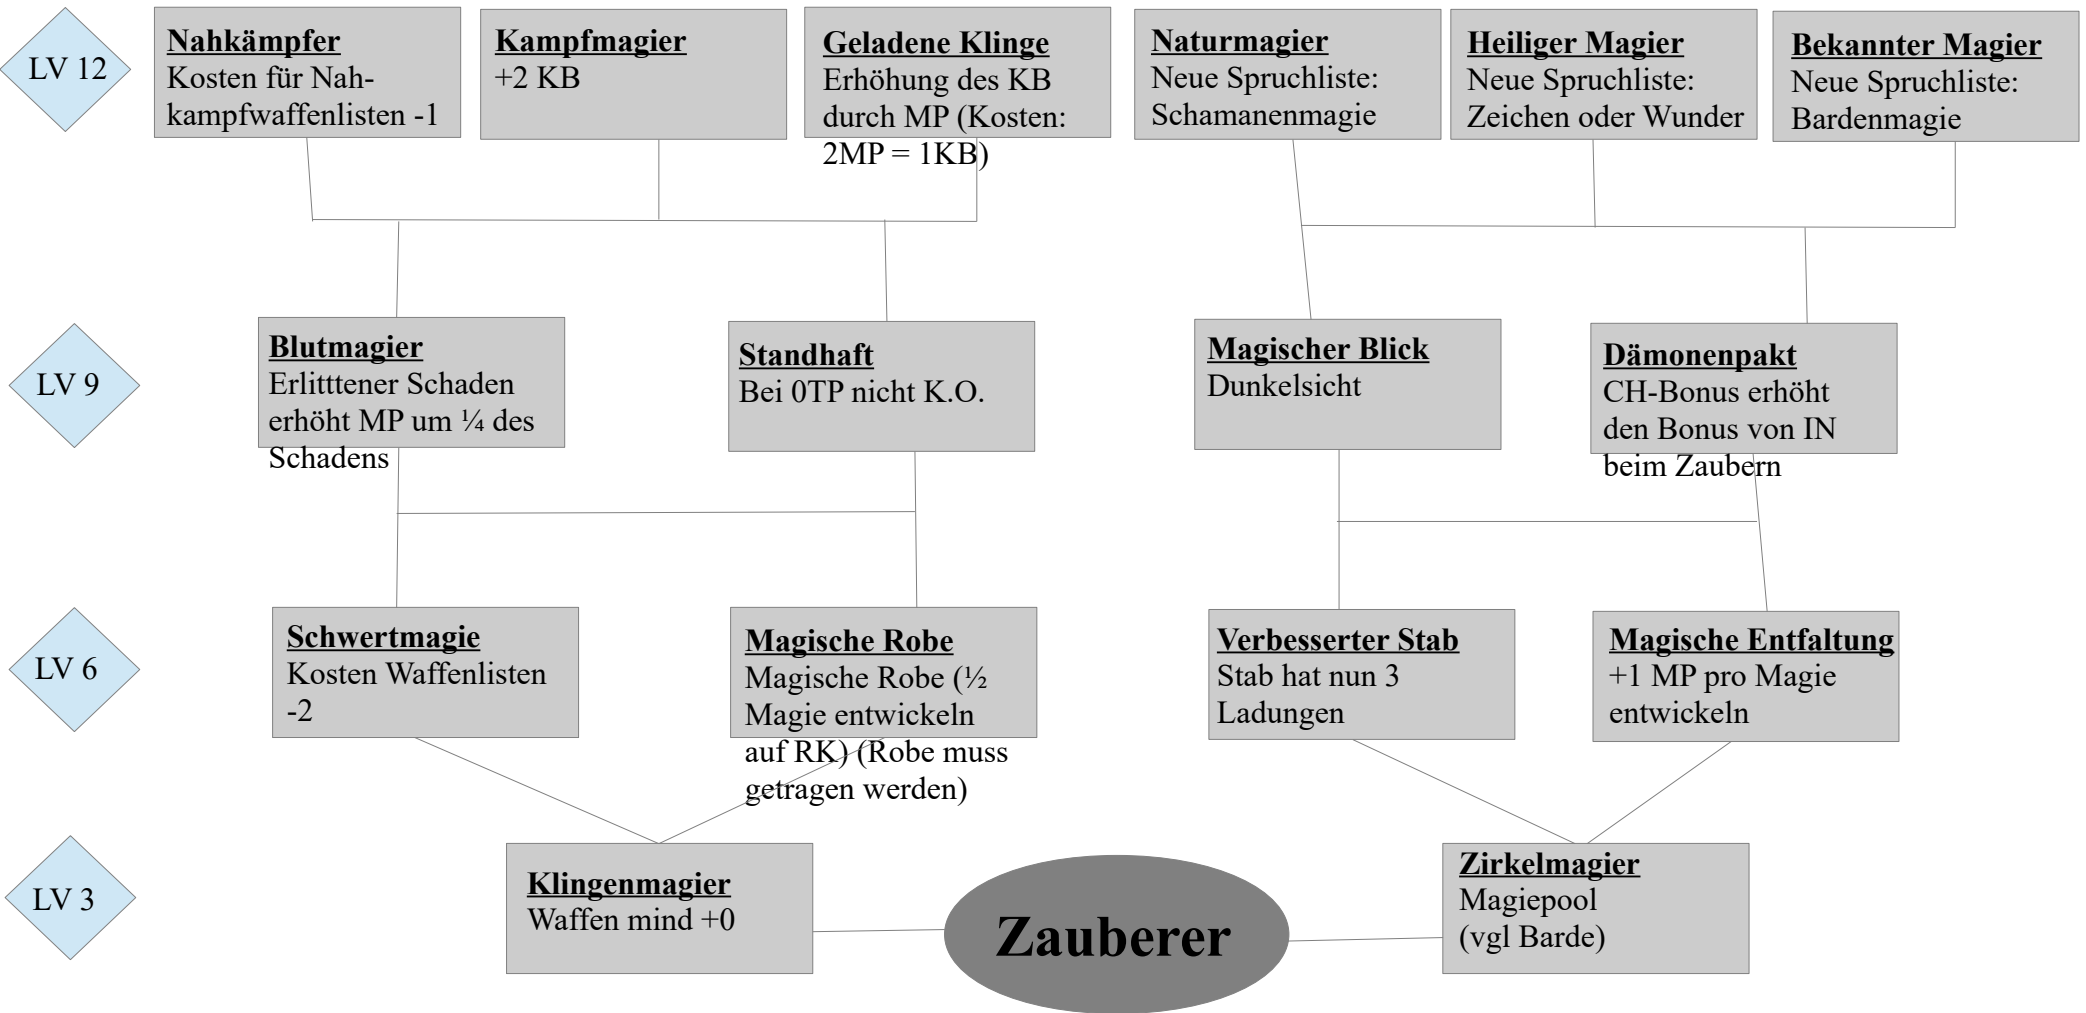 LV 12
Nahkämpfer
Kosten für Nah-
kampfwaffenlisten -1
Kampfmagier
+2 KB
Geladene Klinge
Erhöhung des KB
durch MP (Kosten:
2MP = 1KB)
Naturmagier
Neue Spruchliste:
Schamanenmagie
Heiliger Magier
Neue Spruchliste:
Zeichen oder Wunder
Bekannter Magier
Neue Spruchliste:
Bardenmagie
LV 9
Blutmagier
Erlitttener Schaden
erhöht MP um ¼ des
Schadens
Standhaft
Bei 0TP nicht K.O.
Magischer Blick
Dunkelsicht
Dämonenpakt
CH-Bonus erhöht
den Bonus von IN
beim Zaubern
LV 6
Schwertmagie
Kosten Waffenlisten
-2
Magische Robe
Magische Robe (½
Magie entwickeln
auf RK) (Robe muss
getragen werden)
Verbesserter Stab
Stab hat nun 3
Ladungen
Magische Entfaltung
+1 MP pro Magie
entwickeln
LV 3
Klingenmagier
Waffen mind +0
Zauberer
Zirkelmagier
Magiepool
(vgl Barde)